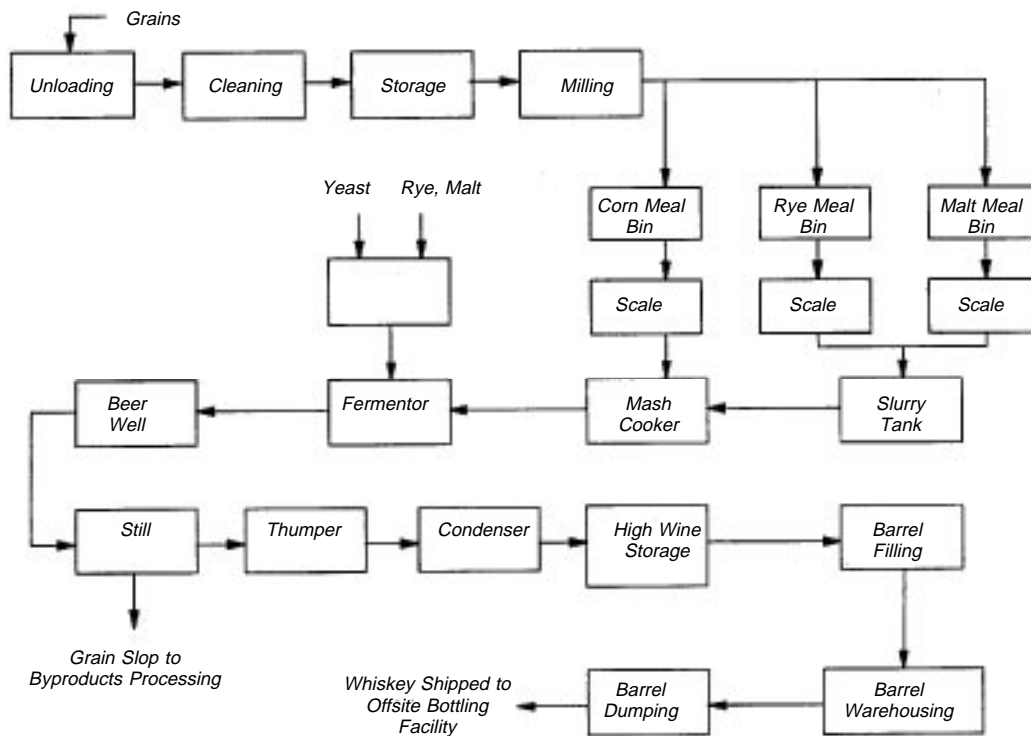 Grains
Unloading
Cleaning
Storage
Milling
Yeast
Rye, Malt
Corn Meal
Bin
Rye Meal
Bin
Malt Meal
Bin
Scale
Scale
Scale
Beer
Well
Fermentor
Mash
Cooker
Slurry
Tank
Still
Thumper
Condenser
High Wine
Storage
Barrel
Filling
Grain Slop to
Byproducts Processing
Whiskey Shipped to
Offsite Bottling
Facility
Barrel
Dumping
Barrel
Warehousing